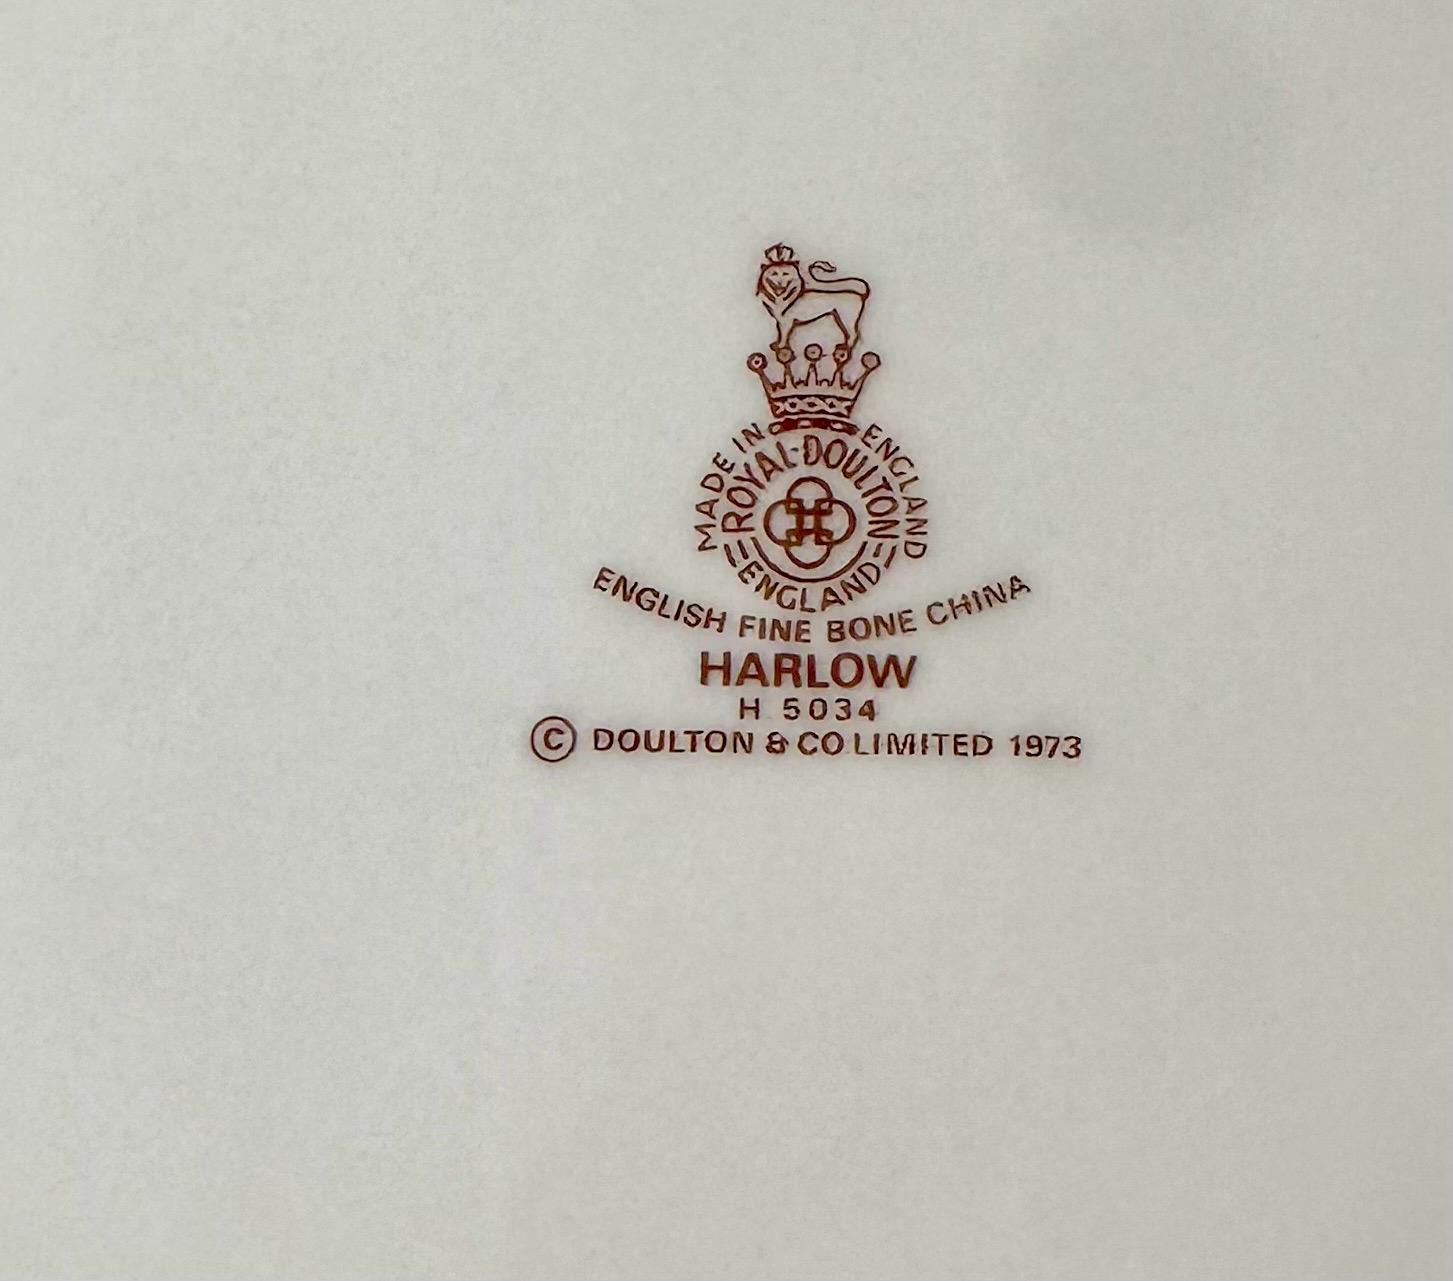 MADE IN ENGLAND
ROYAL DOULTON
ENGLAND
ENGLISH FINE BONE CHINA
HARLOW
H 5034
© DOULTON & CO LIMITED 1973